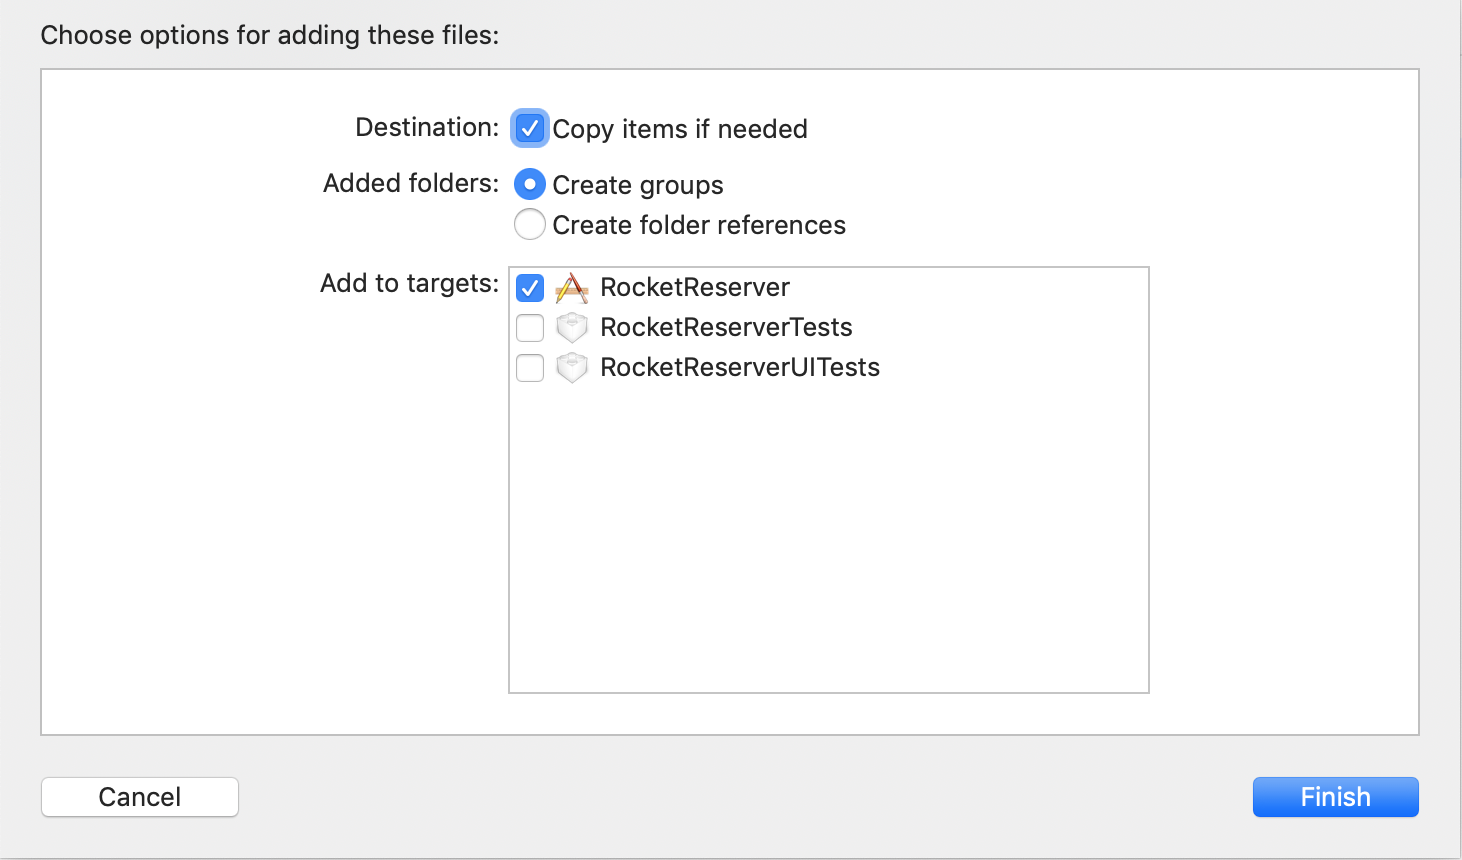 Choose options for adding these files:
Destination: Copy items if needed
Added folders: Create groups
Create folder references
Add to targets: RocketReserver
RocketReserverTests
RocketReserverUITests
Cancel Finish